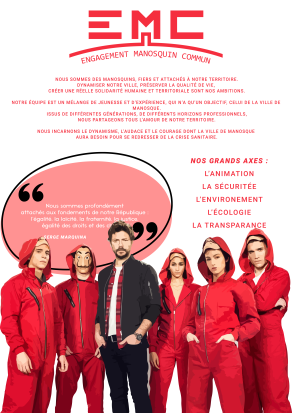 EMC
ENGAGEMENT MANOSQUIN COMMUN
NOUS SOMMES DES MANOSQUINS, FIERS ET ATTACHÉS À NOTRE TERRITOIRE.
DYNAMISER NOTRE VILLE, PRÉSERVER LA QUALITÉ DE VIE,
CRÉER UNE RÉELLE SOLIDARITÉ HUMAINE ET TERRITORIALE SONT NOS AMBITIONS.
NOTRE ÉQUIPE EST UN MÉLANGE DE JEUNESSE ET D'EXPÉRIENCE, QUI N'A QU'UN OBJECTIF, CELUI DE LA VILLE DE
MANOSQUE.
ISSUS DE DIFFÉRENTES GÉNÉRATIONS, DE DIFFÉRENTS HORIZONS PROFESSIONNELS,
NOUS PARTAGEONS TOUS L'AMOUR DE NOTRE TERRITOIRE.
NOUS INCARNONS LE DYNAMISME, L'AUDACE ET LE COURAGE DONT LA VILLE DE MANOSQUE
AURA BESOIN POUR SE REDRESSER DE LA CRISE SANITAIRE.
NOS GRANDS AXES :
L'ANIMATION
LA SÉCURITÉE
L'ENVIRONEMENT
L'ÉCOLOGIE
LA TRANSPARANCE
Nous sommes profondément
attachés aux fondements de notre République :
l'égalité, la laïcité, la fraternité, la justice,
égalité des droits et des
SERGE MARQUINA